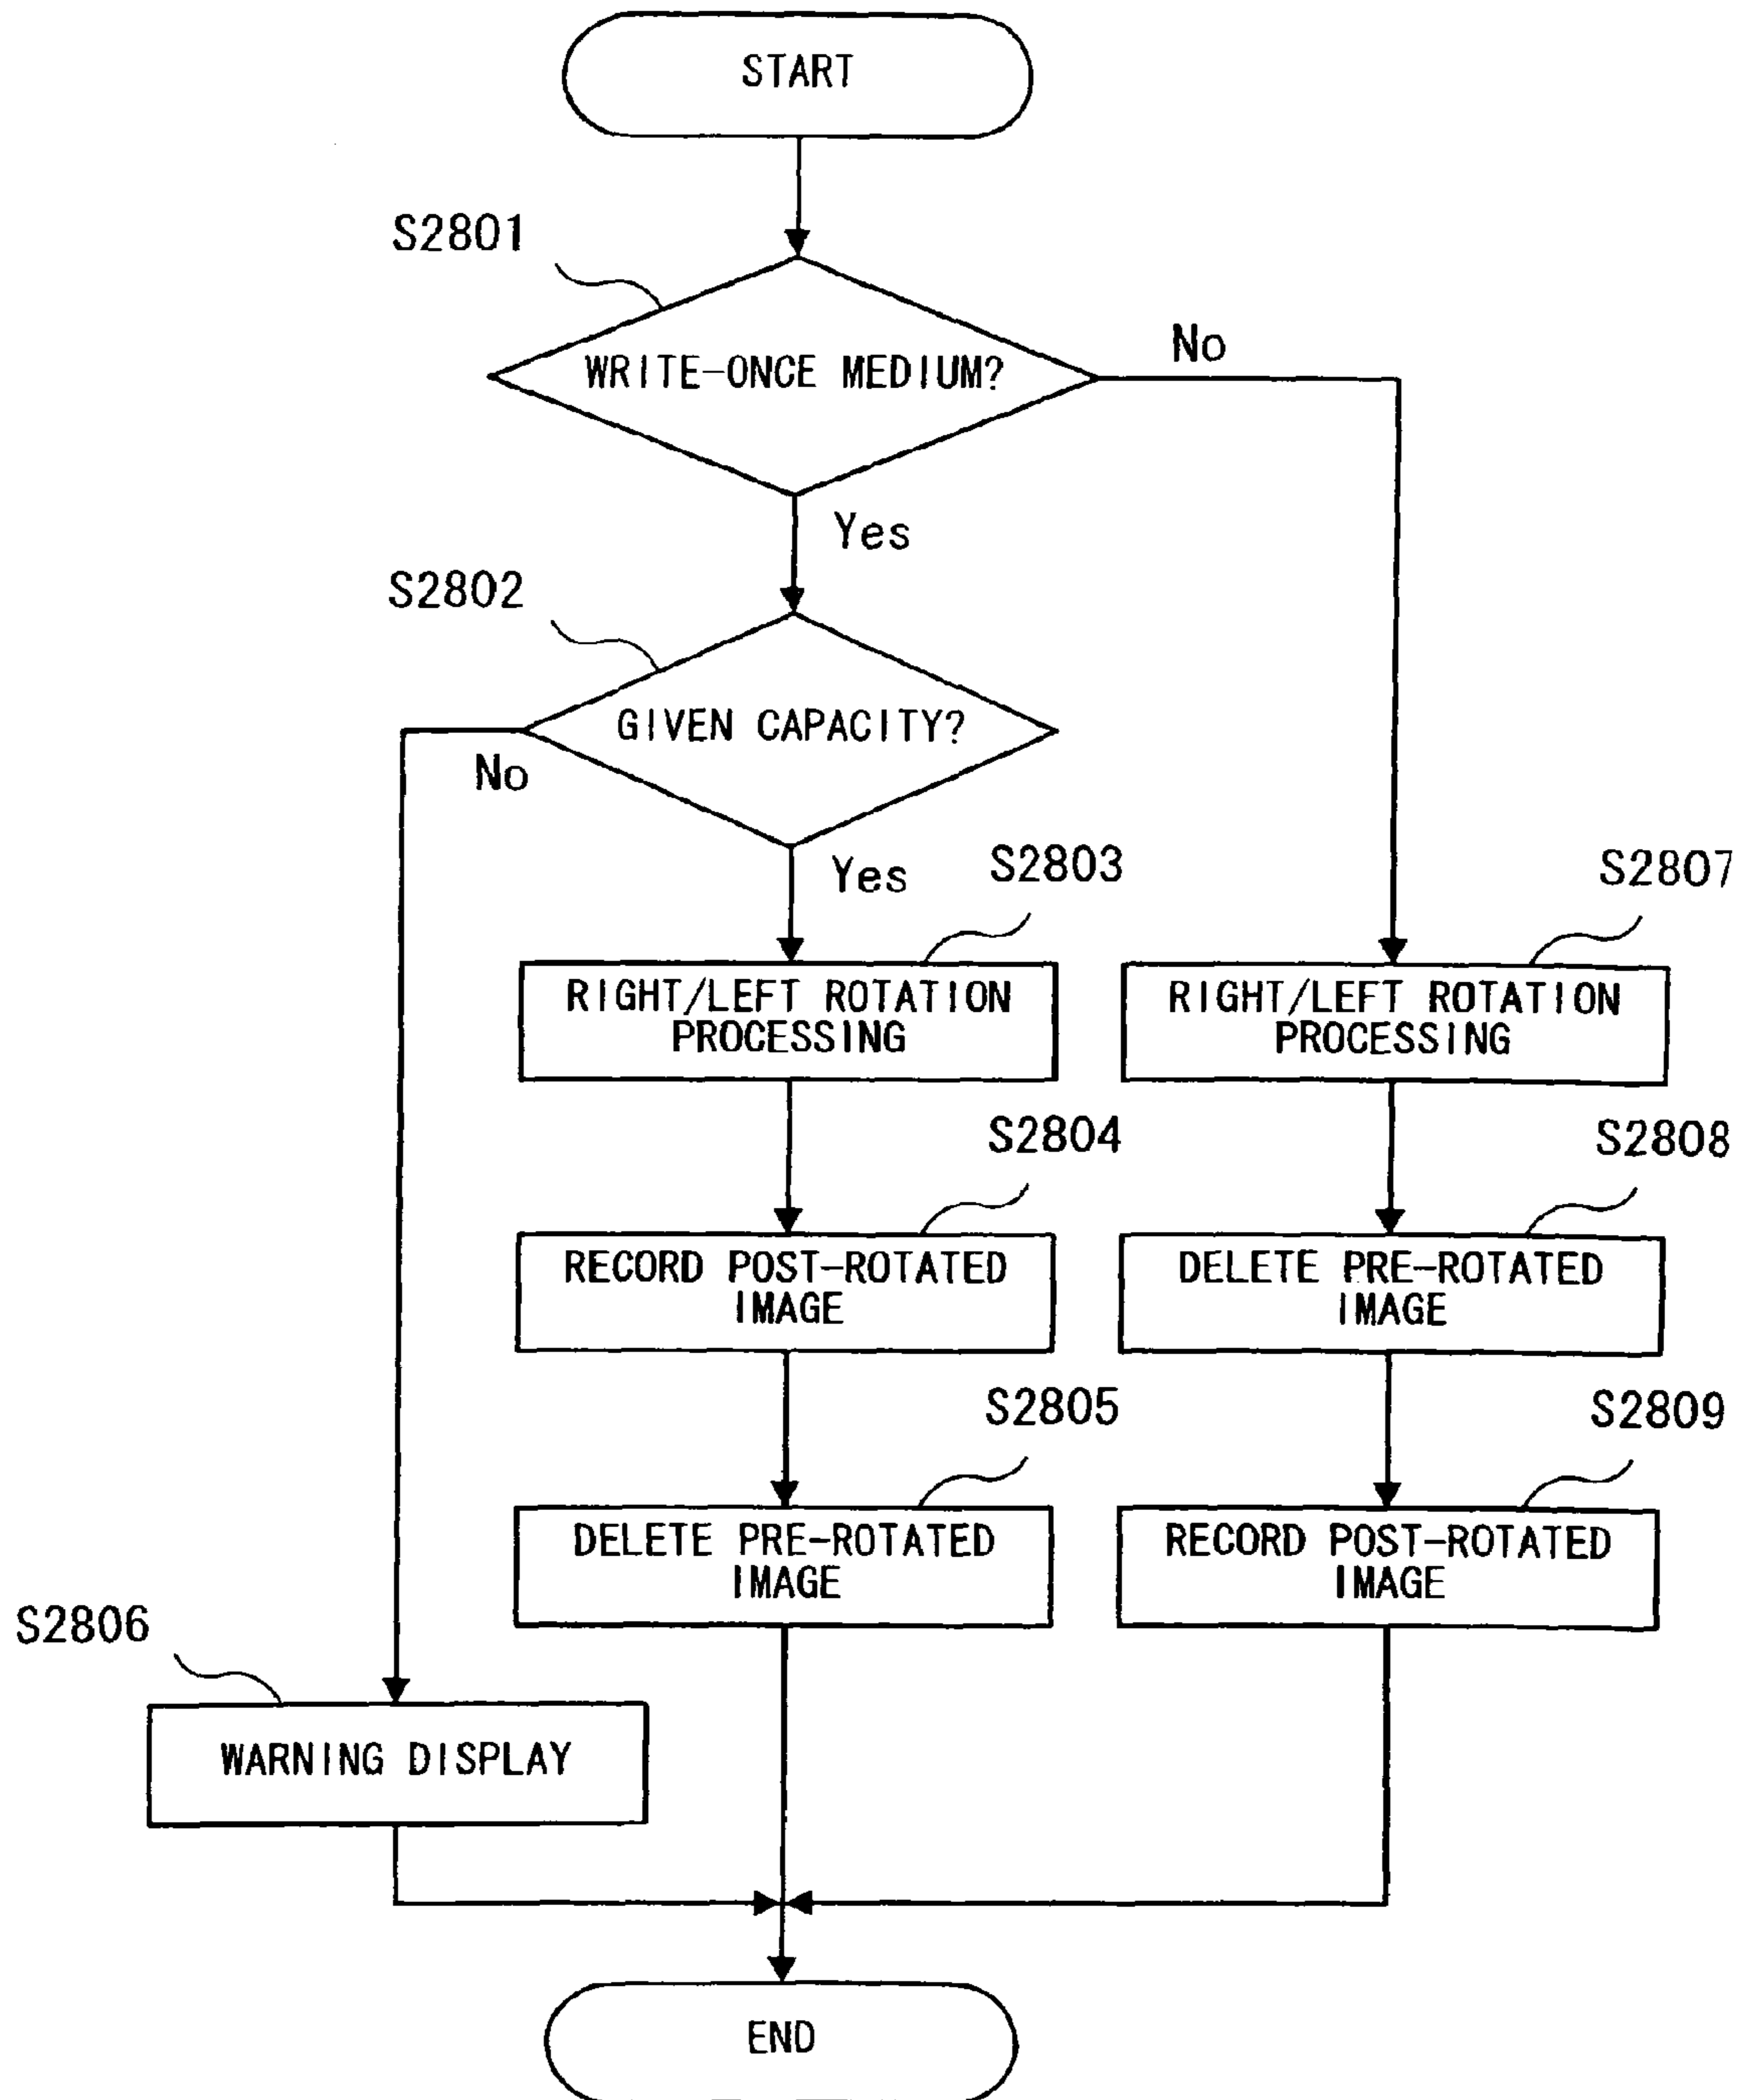 START
S2801
WRITE-ONCE MEDIUM?
No
Yes
S2802
GIVEN CAPACITY?
No
Yes
S2803
S2807
RIGHT/LEFT ROTATION
PROCESSING
RIGHT/LEFT ROTATION
PROCESSING
S2804
S2808
RECORD POST-ROTATED
IMAGE
DELETE PRE-ROTATED
IMAGE
S2805
S2809
DELETE PRE-ROTATED
IMAGE
RECORD POST-ROTATED
IMAGE
S2806
WARNING DISPLAY
END